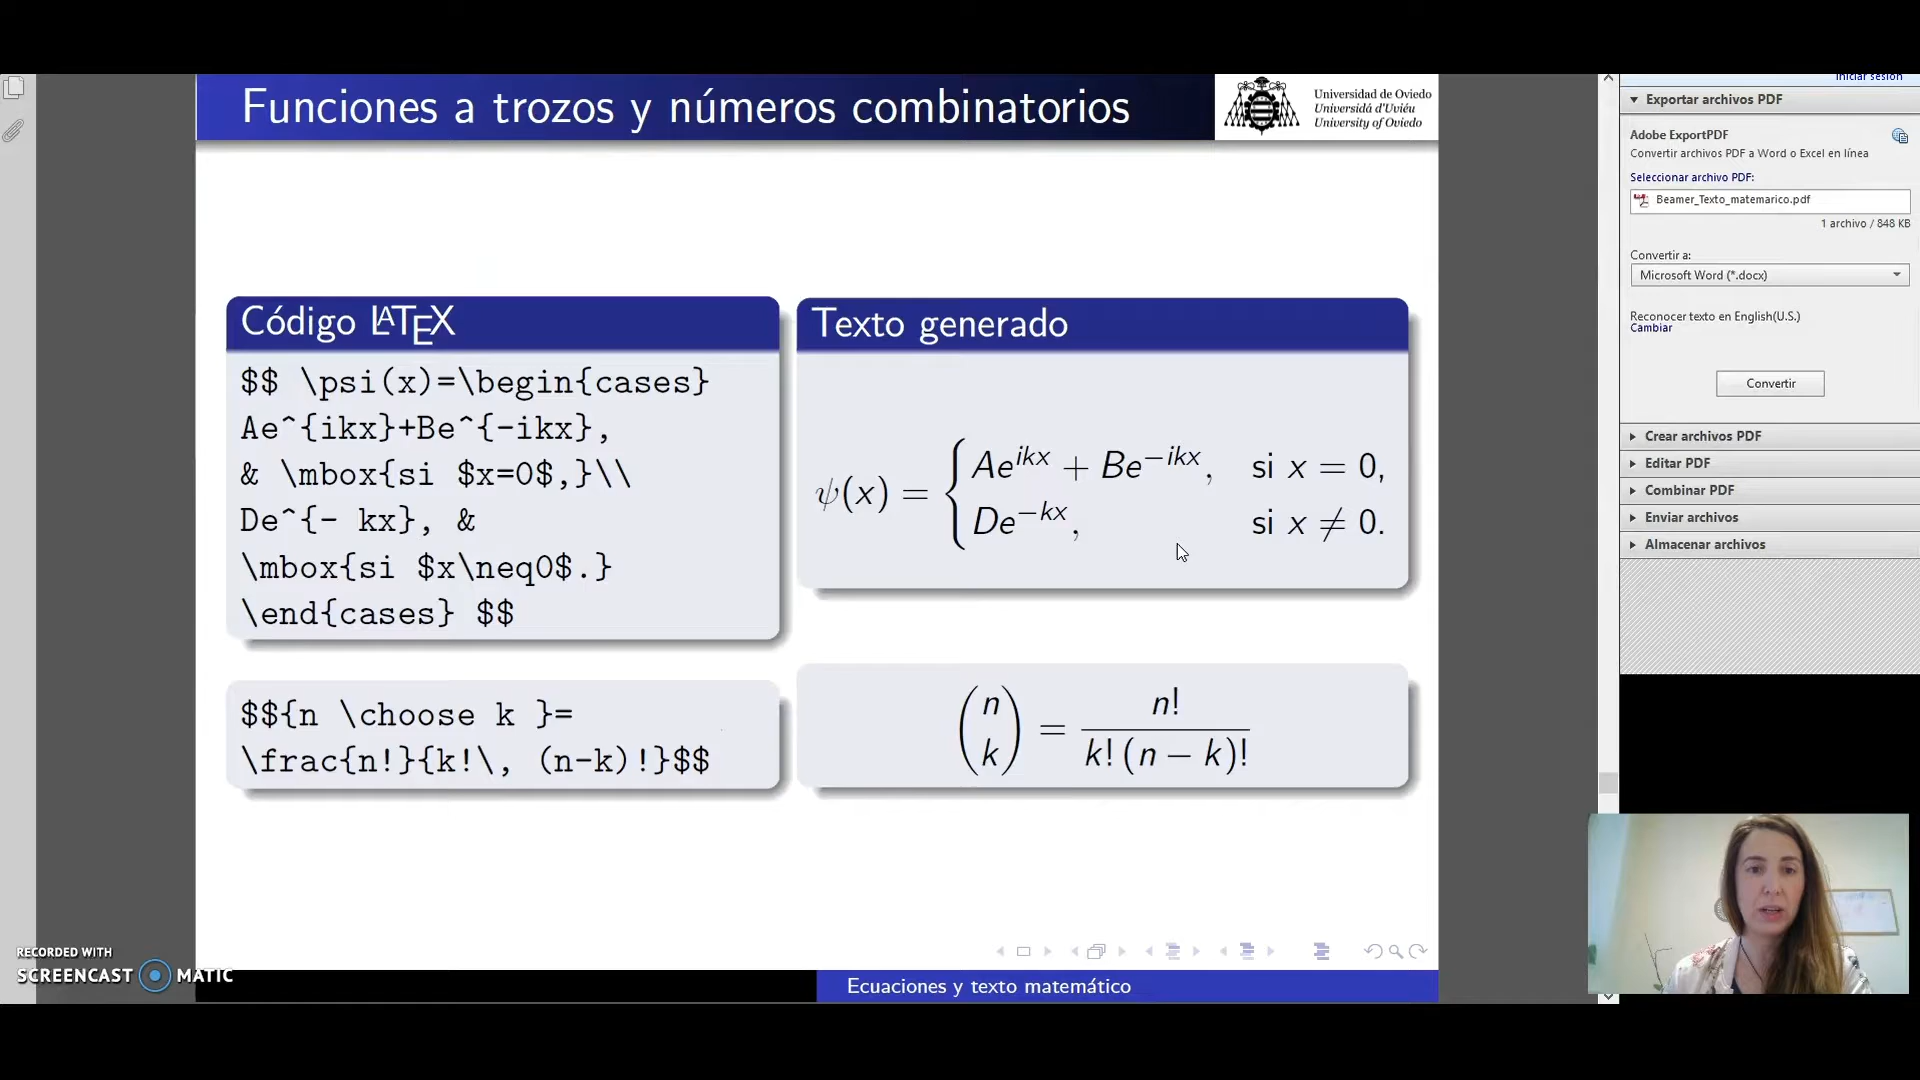 Funciones a trozos y números combinatorios
Universidad de Oviedo
Universidá d'Uviéu
University of Oviedo
Código LATEX
$$ \psi(x)=\begin{cases}
Ae^{ikx}+Be^{-ikx},
& \mbox{si $x=0$,}\\
De^{- kx}, &
\mbox{si $x\neq0$.}
\end{cases} $$
$${n \choose k }=
\frac{n!}{k!\, (n-k)!}$$
Texto generado
ψ(x) = { Ae^{ikx} + Be^{−ikx}, si x = 0,
De^{−kx}, si x ≠ 0.
(n k) = n! / k! (n − k)!
Ecuaciones y texto matemático
RECORDED WITH
SCREENCAST MATIC
Iniciar sesión
Exportar archivos PDF
Adobe ExportPDF
Convertir archivos PDF a Word o Excel en línea
Seleccionar archivo PDF:
Beamer_Texto_matemarico.pdf
1 archivo / 848 KB
Convertir a:
Microsoft Word (*.docx)
Reconocer texto en English(U.S.)
Cambiar
Convertir
Crear archivos PDF
Editar PDF
Combinar PDF
Enviar archivos
Almacenar archivos